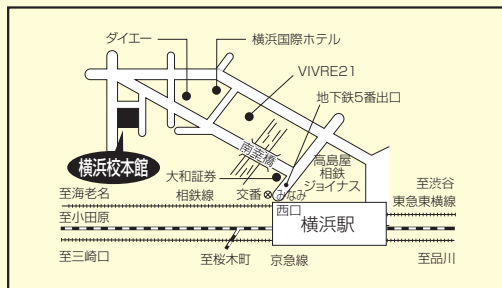 ダイエー
横浜国際ホテル
VIVRE21
地下鉄5番出口
南幸橋
横浜校本館
高島屋
相鉄
ジョイナス
大和証券
交番
みなみ
西口
至海老名
相鉄線
至渋谷
東急東横線
至小田原
横浜駅
至三崎口
至桜木町
京急線
至品川